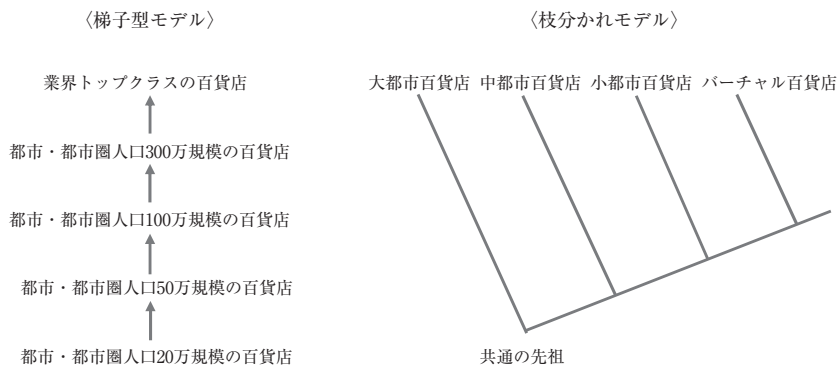 〈梯子型モデル〉
業界トップクラスの百貨店
都市・都市圏人口300万規模の百貨店
都市・都市圏人口100万規模の百貨店
都市・都市圏人口50万規模の百貨店
都市・都市圏人口20万規模の百貨店
〈枝分かれモデル〉
大都市百貨店 中都市百貨店 小都市百貨店 バーチャル百貨店
共通の先祖